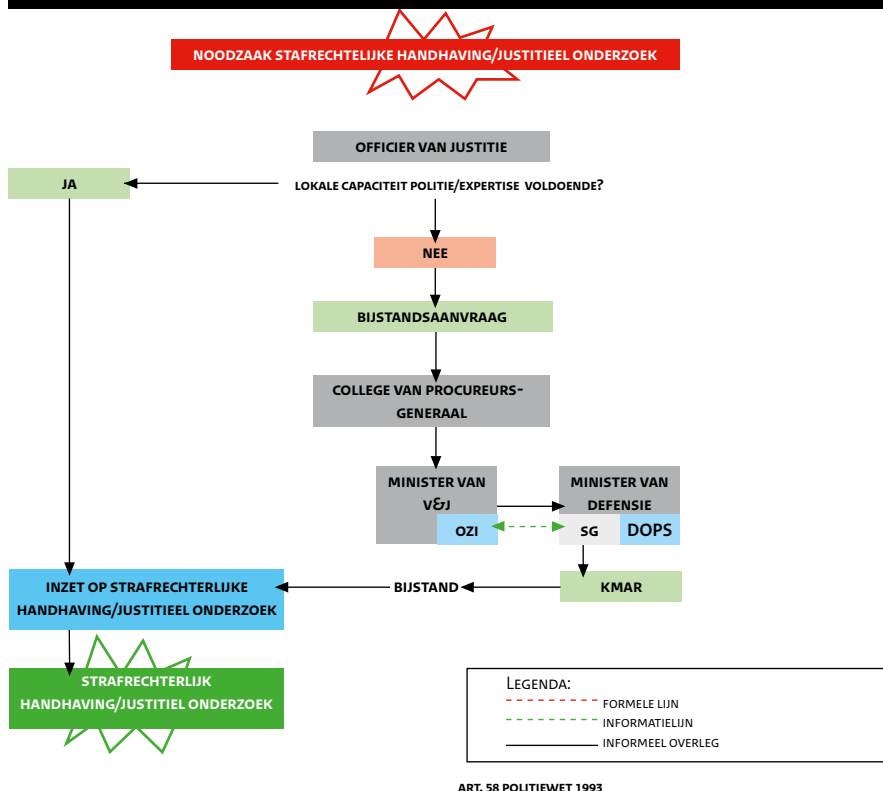 NOODZAAK STAFRECHTELIJKE HANDHAVING/JUSTITIEEL ONDERZOEK
OFFICIER VAN JUSTITIE
JA
LOKALE CAPACITEIT POLITIE/EXPERTISE VOLDOENDE?
NEE
BIJSTANDSAANVRAAG
COLLEGE VAN PROCUREURS-
GENERAAL
MINISTER VAN
V&J
OZI
MINISTER VAN
DEFENSIE
SG
DOPS
INZET OP STRAFRECHTERLIJKE
HANDHAVING/JUSTITIEEL ONDERZOEK
BIJSTAND
KMAR
STRAFRECHTERLIJK
HANDHAVING/JUSTITIEL ONDERZOEK
LEGENDA:
FORMELE LIJN
INFORMATIELIJN
INFORMEEL OVERLEG
ART. 58 POLITIEWET 1993